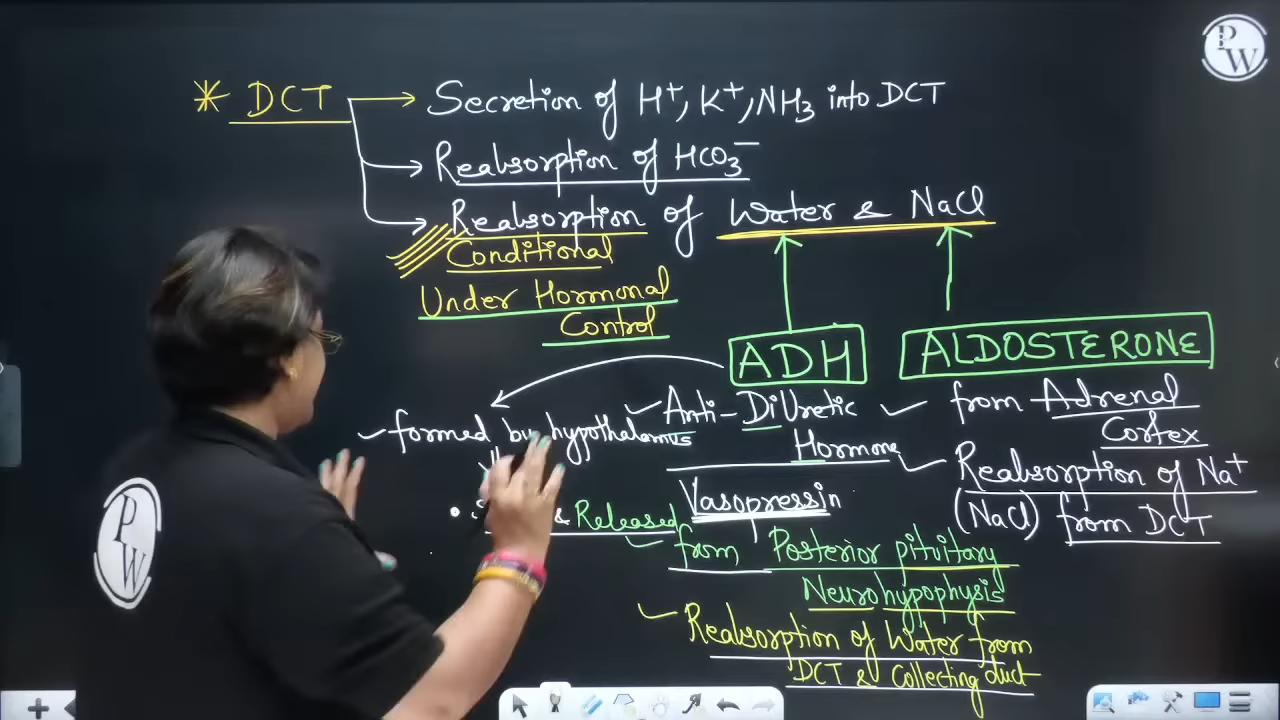 PW
* DCT → Secretion of H+, K+, NH3 into DCT
→ Reabsorption of HCO3−
→ Reabsorption of Water & NaCl
Conditional
Under Hormonal
Control
ADH
ALDOSTERONE
formed by hypothalamus
& Released
Anti-DiUretic
Hormone
Vasopressin
from Posterior pituitary
Neurohypophysis
Reabsorption of Water from
DCT & Collecting duct
from Adrenal
Cortex
Reabsorption of Na+
(NaCl) from DCT
PW